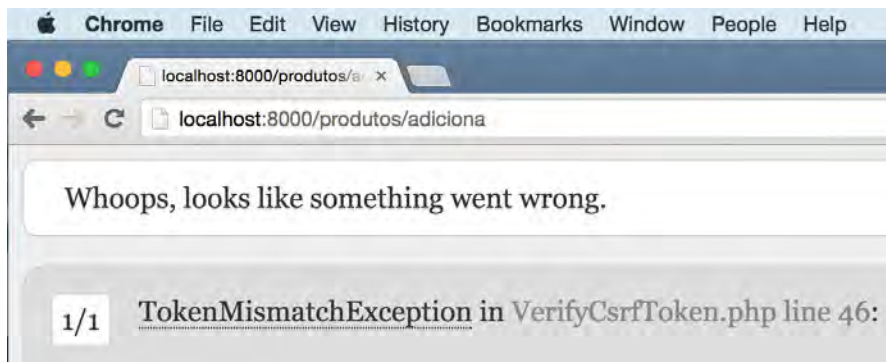 Chrome File Edit View History Bookmarks Window People Help
localhost:8000/produtos/a
localhost:8000/produtos/adiciona
Whoops, looks like something went wrong.
1/1 TokenMismatchException in VerifyCsrfToken.php line 46: